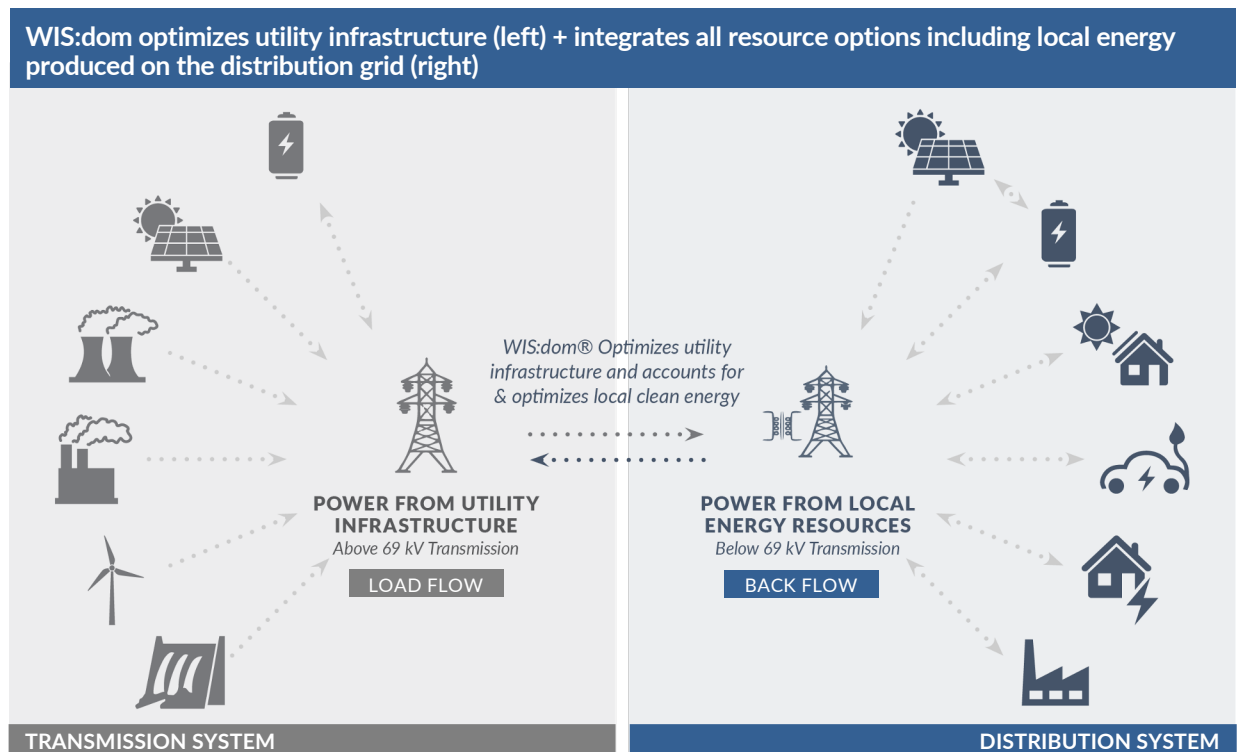 WIS:dom optimizes utility infrastructure (left) + integrates all resource options including local energy
produced on the distribution grid (right)
WIS:dom® Optimizes utility
infrastructure and accounts for
& optimizes local clean energy
POWER FROM UTILITY
INFRASTRUCTURE
Above 69 kV Transmission
LOAD FLOW
POWER FROM LOCAL
ENERGY RESOURCES
Below 69 kV Transmission
BACK FLOW
TRANSMISSION SYSTEM
DISTRIBUTION SYSTEM